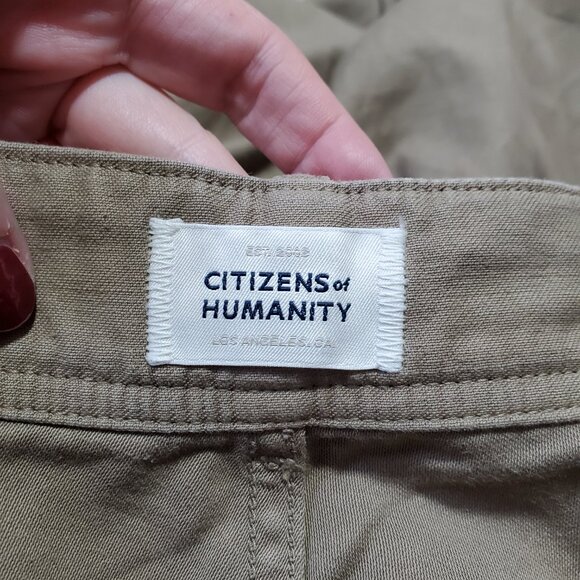 EST. 2003
CITIZENS of
HUMANITY
LOS ANGELES, CA